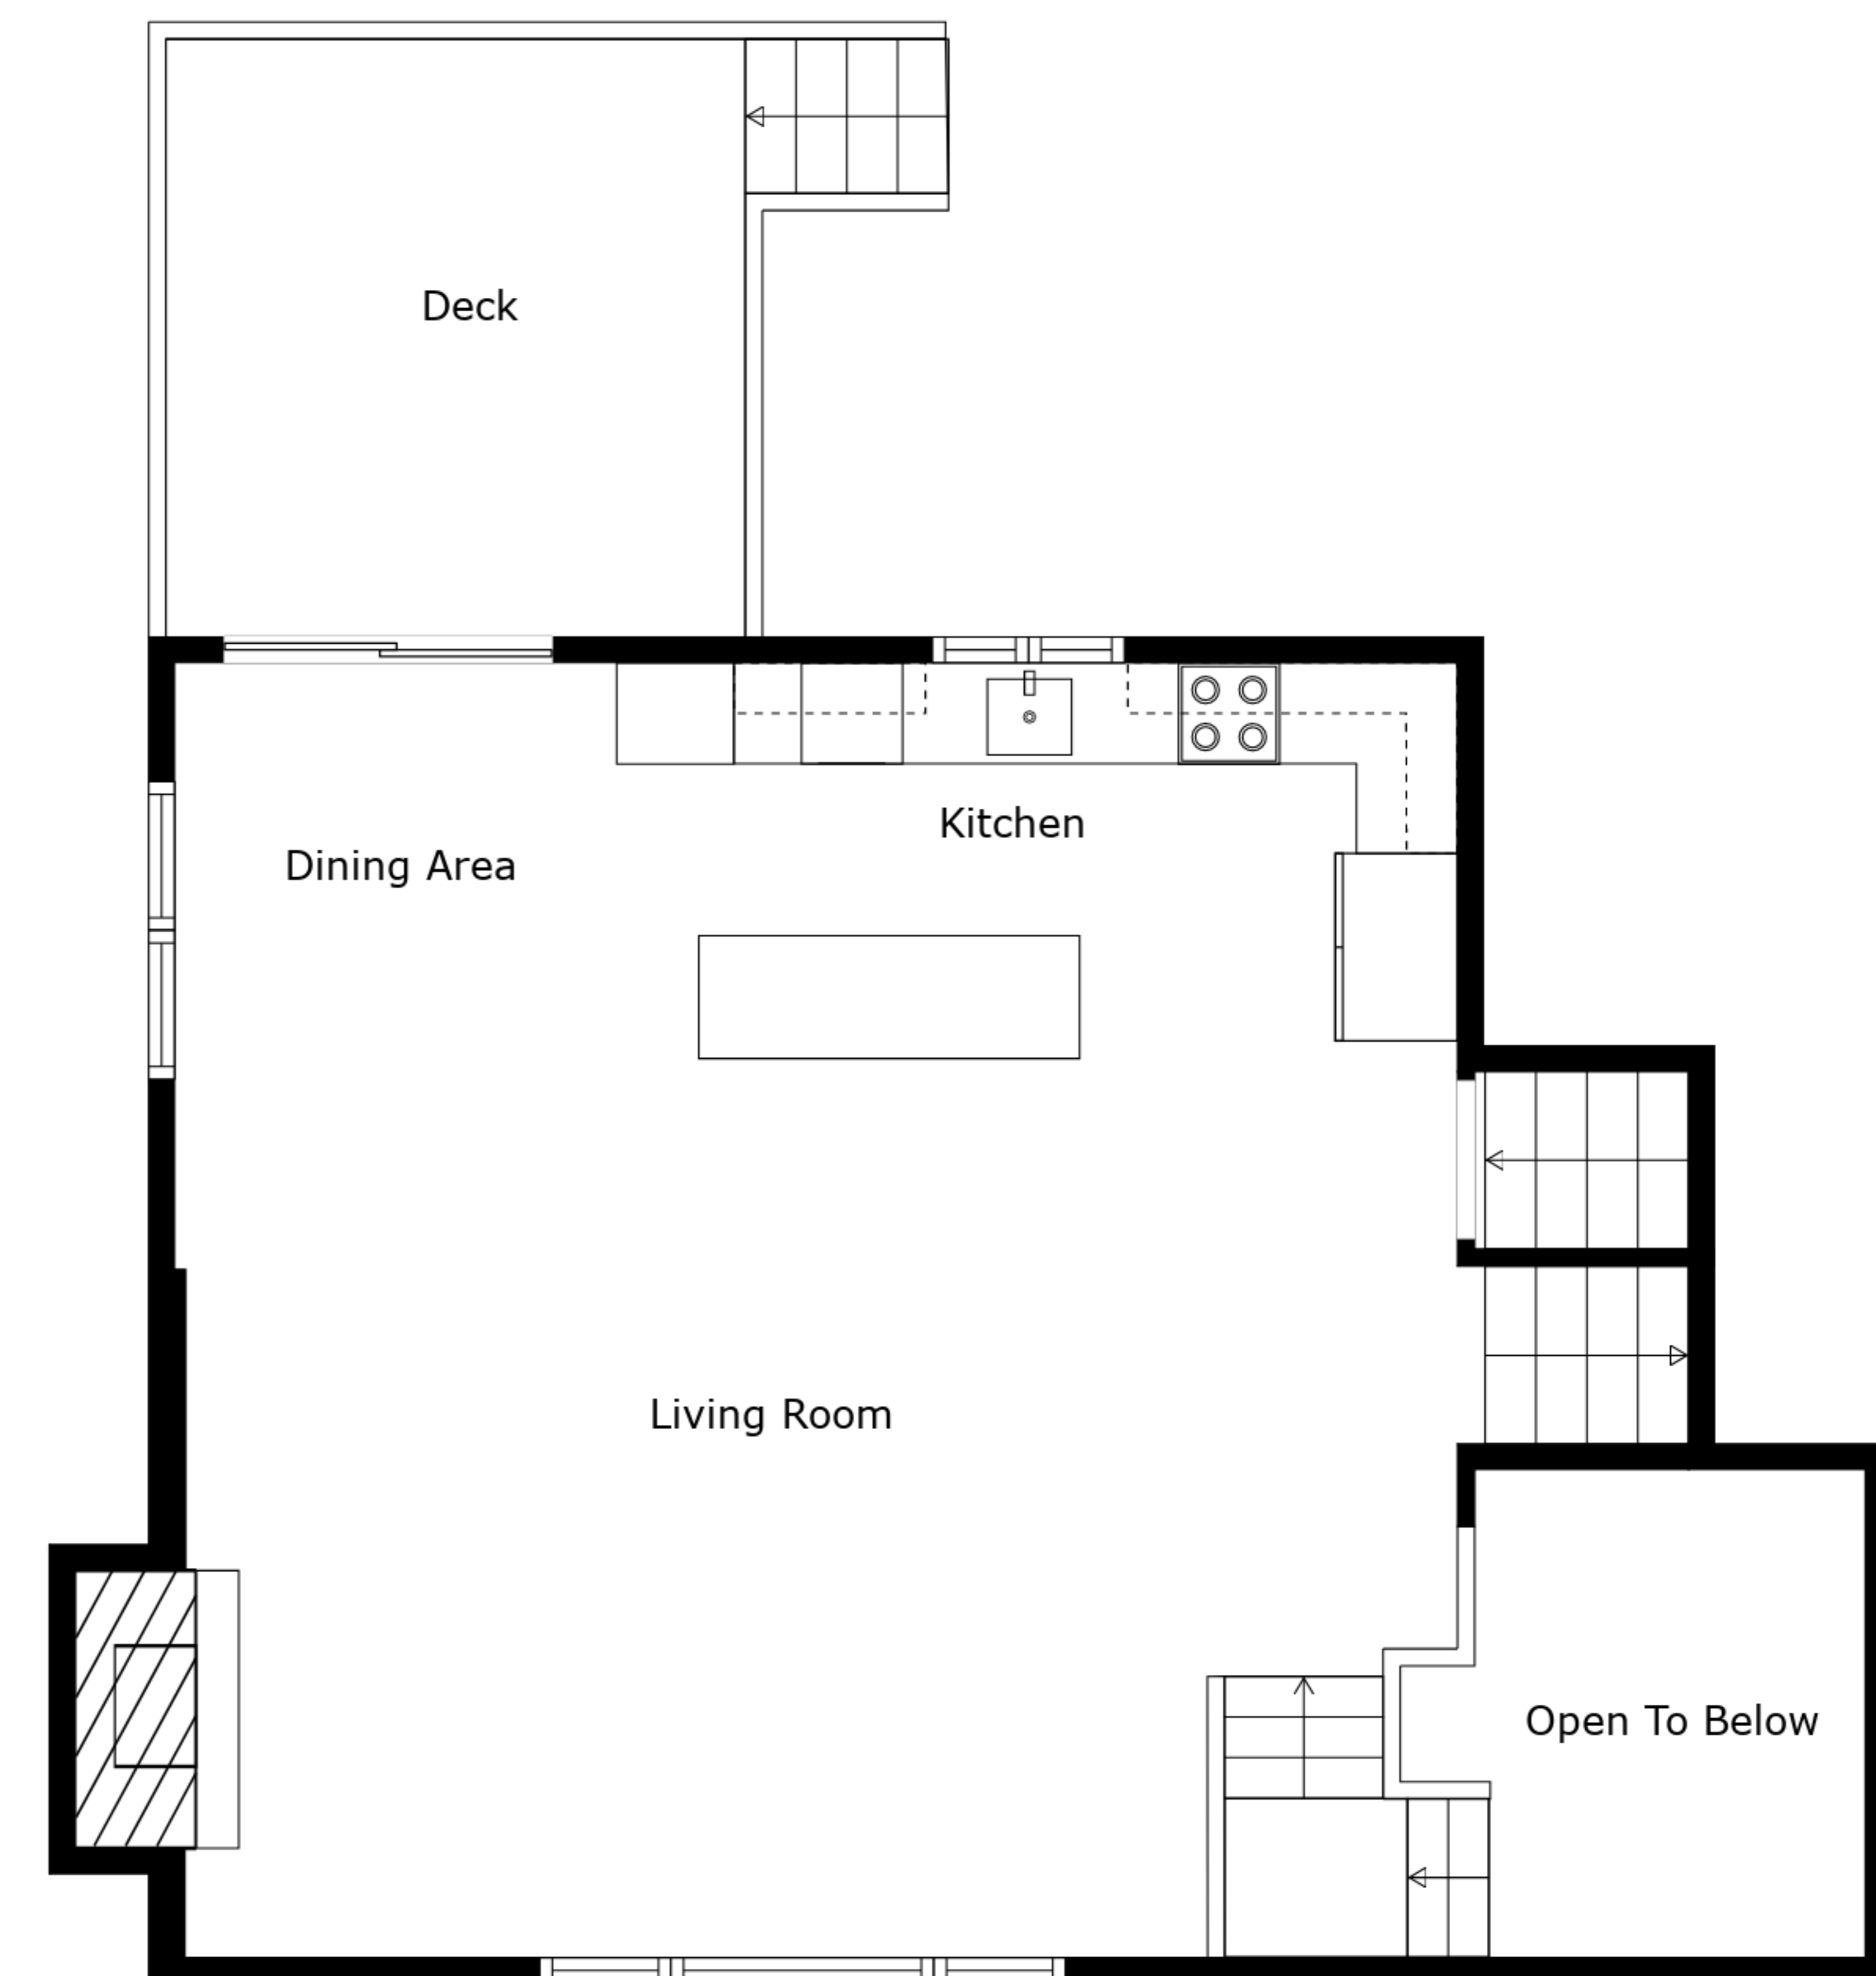 Deck
Kitchen
Dining Area
Living Room
Open To Below